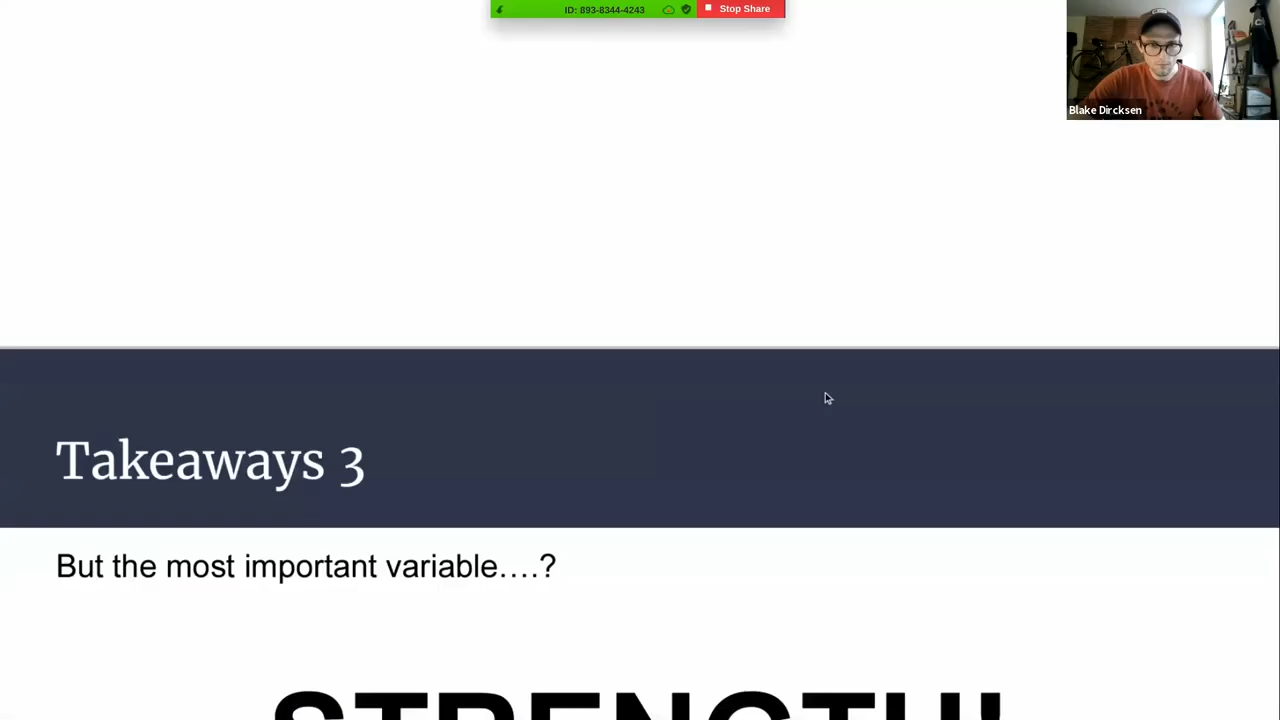 ID: 893-8344-4243
Stop Share
Blake Dircksen
Takeaways 3
But the most important variable....?
STRENGTH!